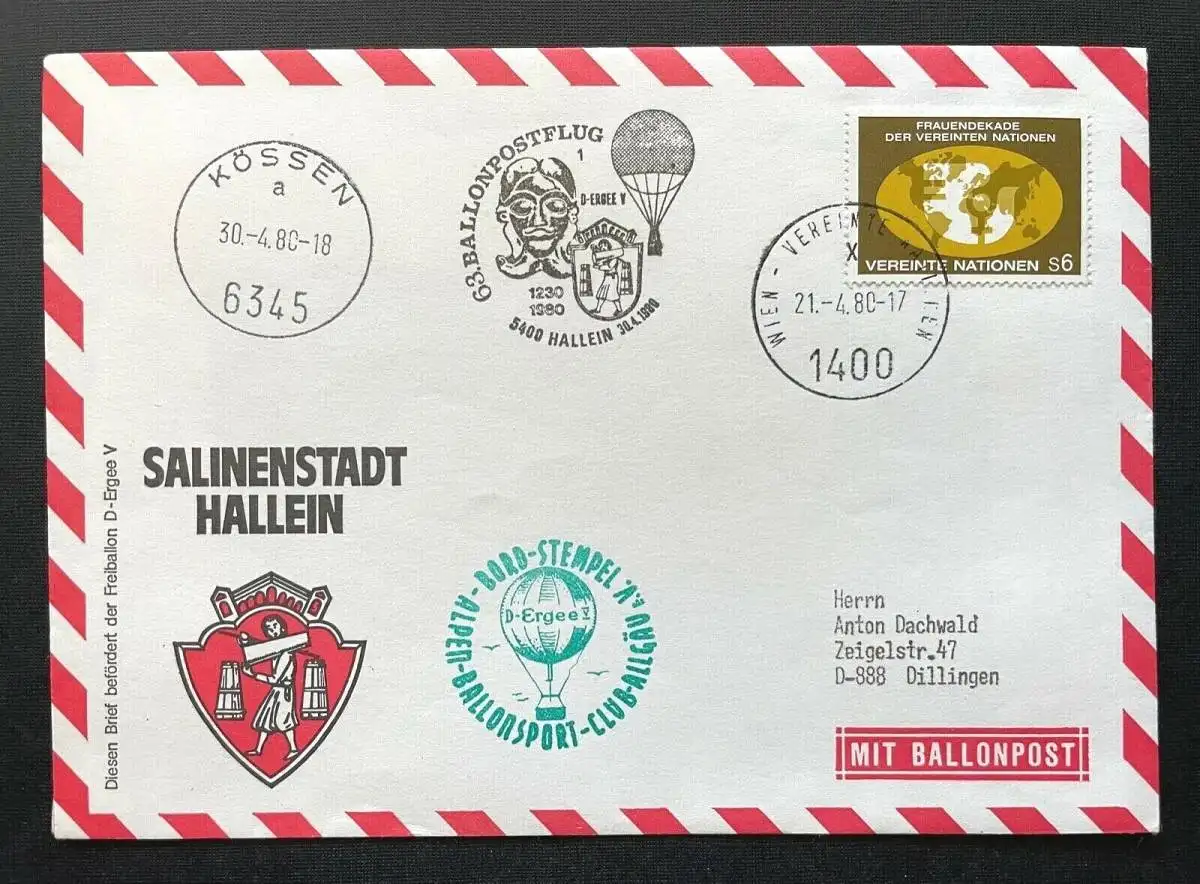 KÖSSEN
a
30.-4.80-18
6345
63. BALLONPOSTFLUG
1
D-ERGEE V
1230
1980
5400 HALLEIN 30.4.1980
FRAUENDEKADE
DER VEREINTEN NATIONEN
VEREINTE NATIONEN S6
WIEN - VEREINTE NATIONEN
X
21.-4.80-17
1400
Diesen Brief befördert der Freiballon D-Ergee V
SALINENSTADT
HALLEIN
BORD-STEMPEL "A"
D-Ergee V
ALPEN-BALLONSPORT-CLUB-ALLGÄU e.V.
Herrn
Anton Dachwald
Zeigelstr.47
D-888 Dillingen
MIT BALLONPOST